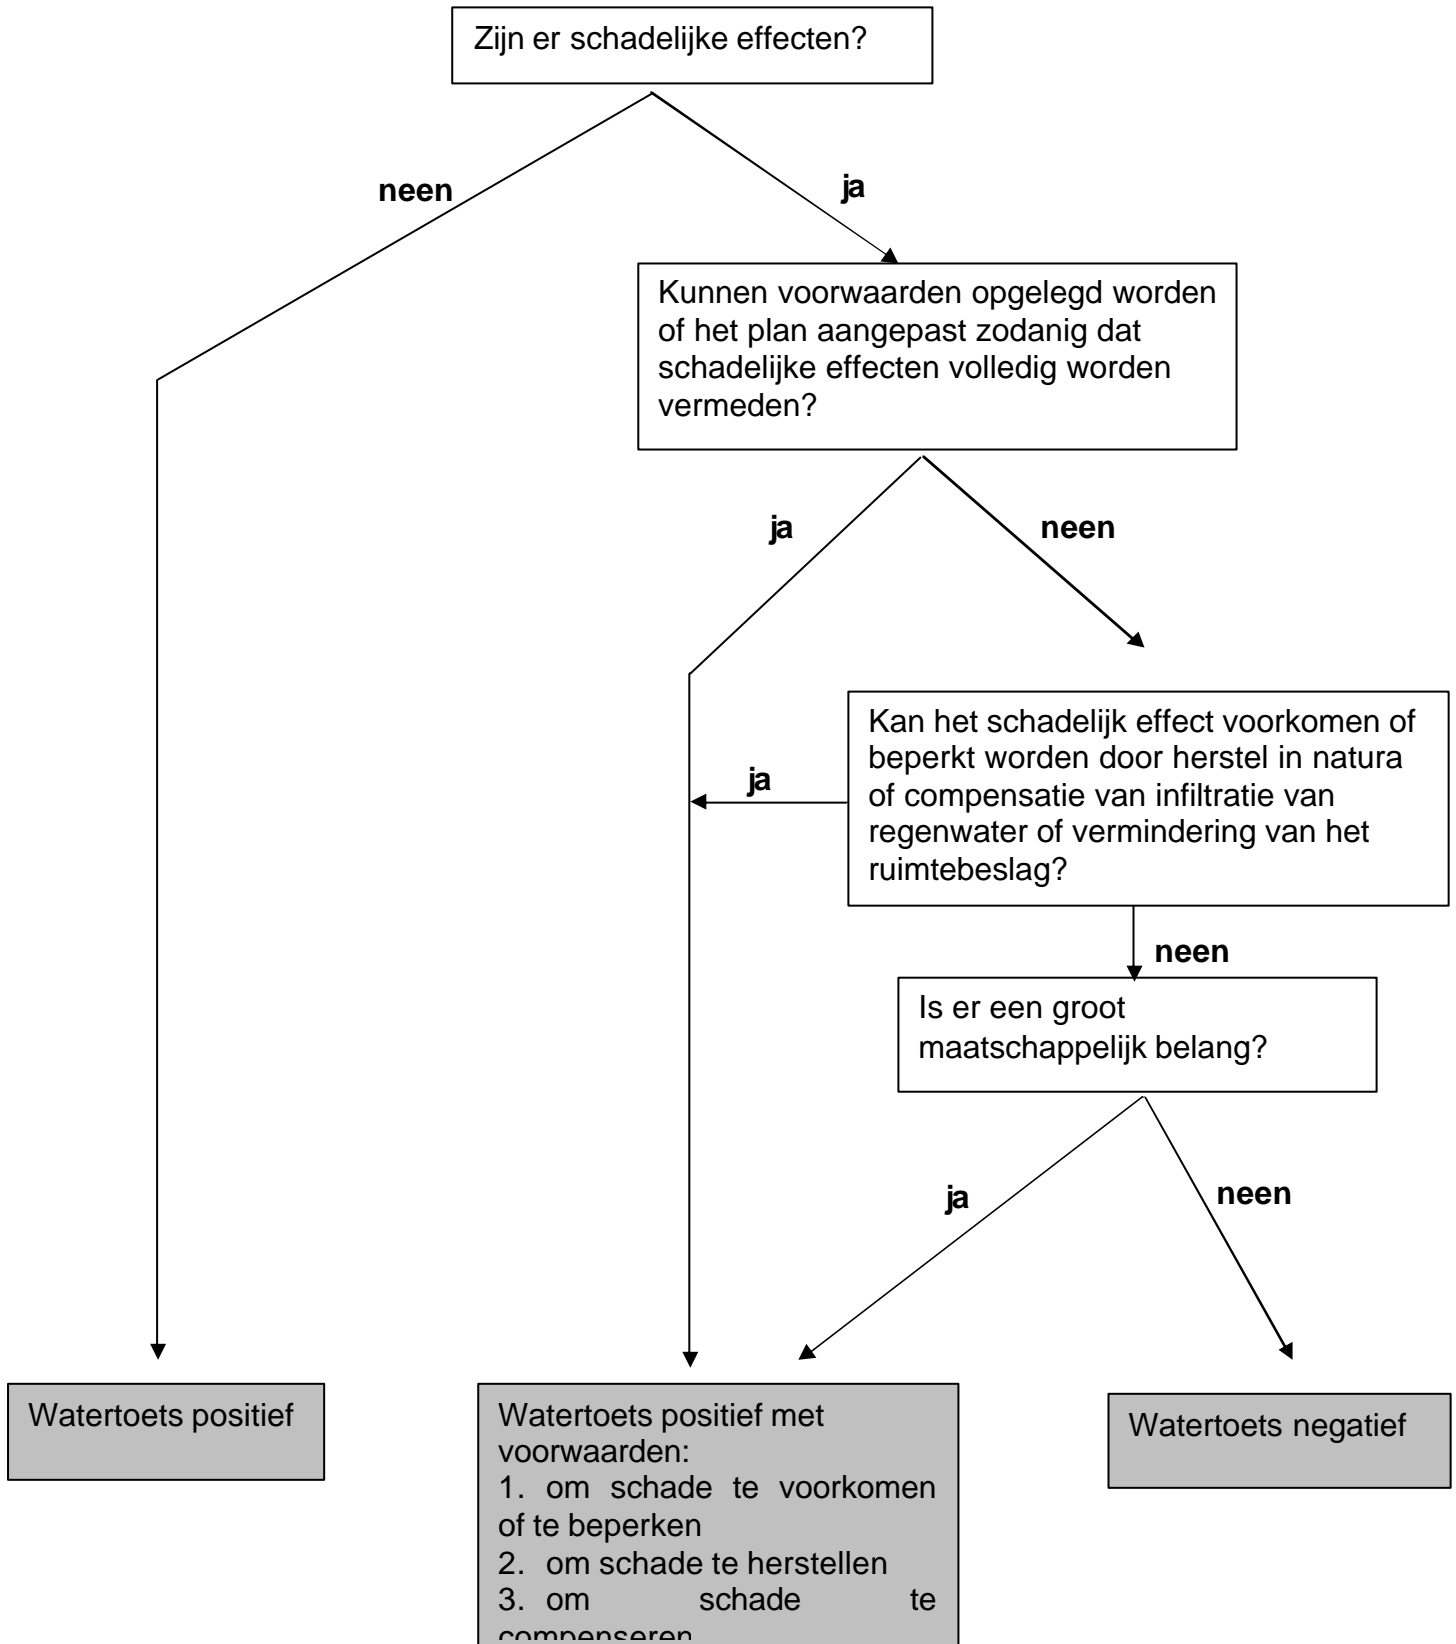 Zijn er schadelijke effecten?
neen
ja
Kunnen voorwaarden opgelegd worden
of het plan aangepast zodanig dat
schadelijke effecten volledig worden
vermeden?
ja
neen
Kan het schadelijk effect voorkomen of
beperkt worden door herstel in natura
of compensatie van infiltratie van
regenwater of vermindering van het
ruimtebeslag?
ja
neen
Is er een groot
maatschappelijk belang?
ja
neen
Watertoets positief
Watertoets positief met
voorwaarden:
1. om schade te voorkomen
of te beperken
2. om schade te herstellen
3. om schade te
compenseren
Watertoets negatief